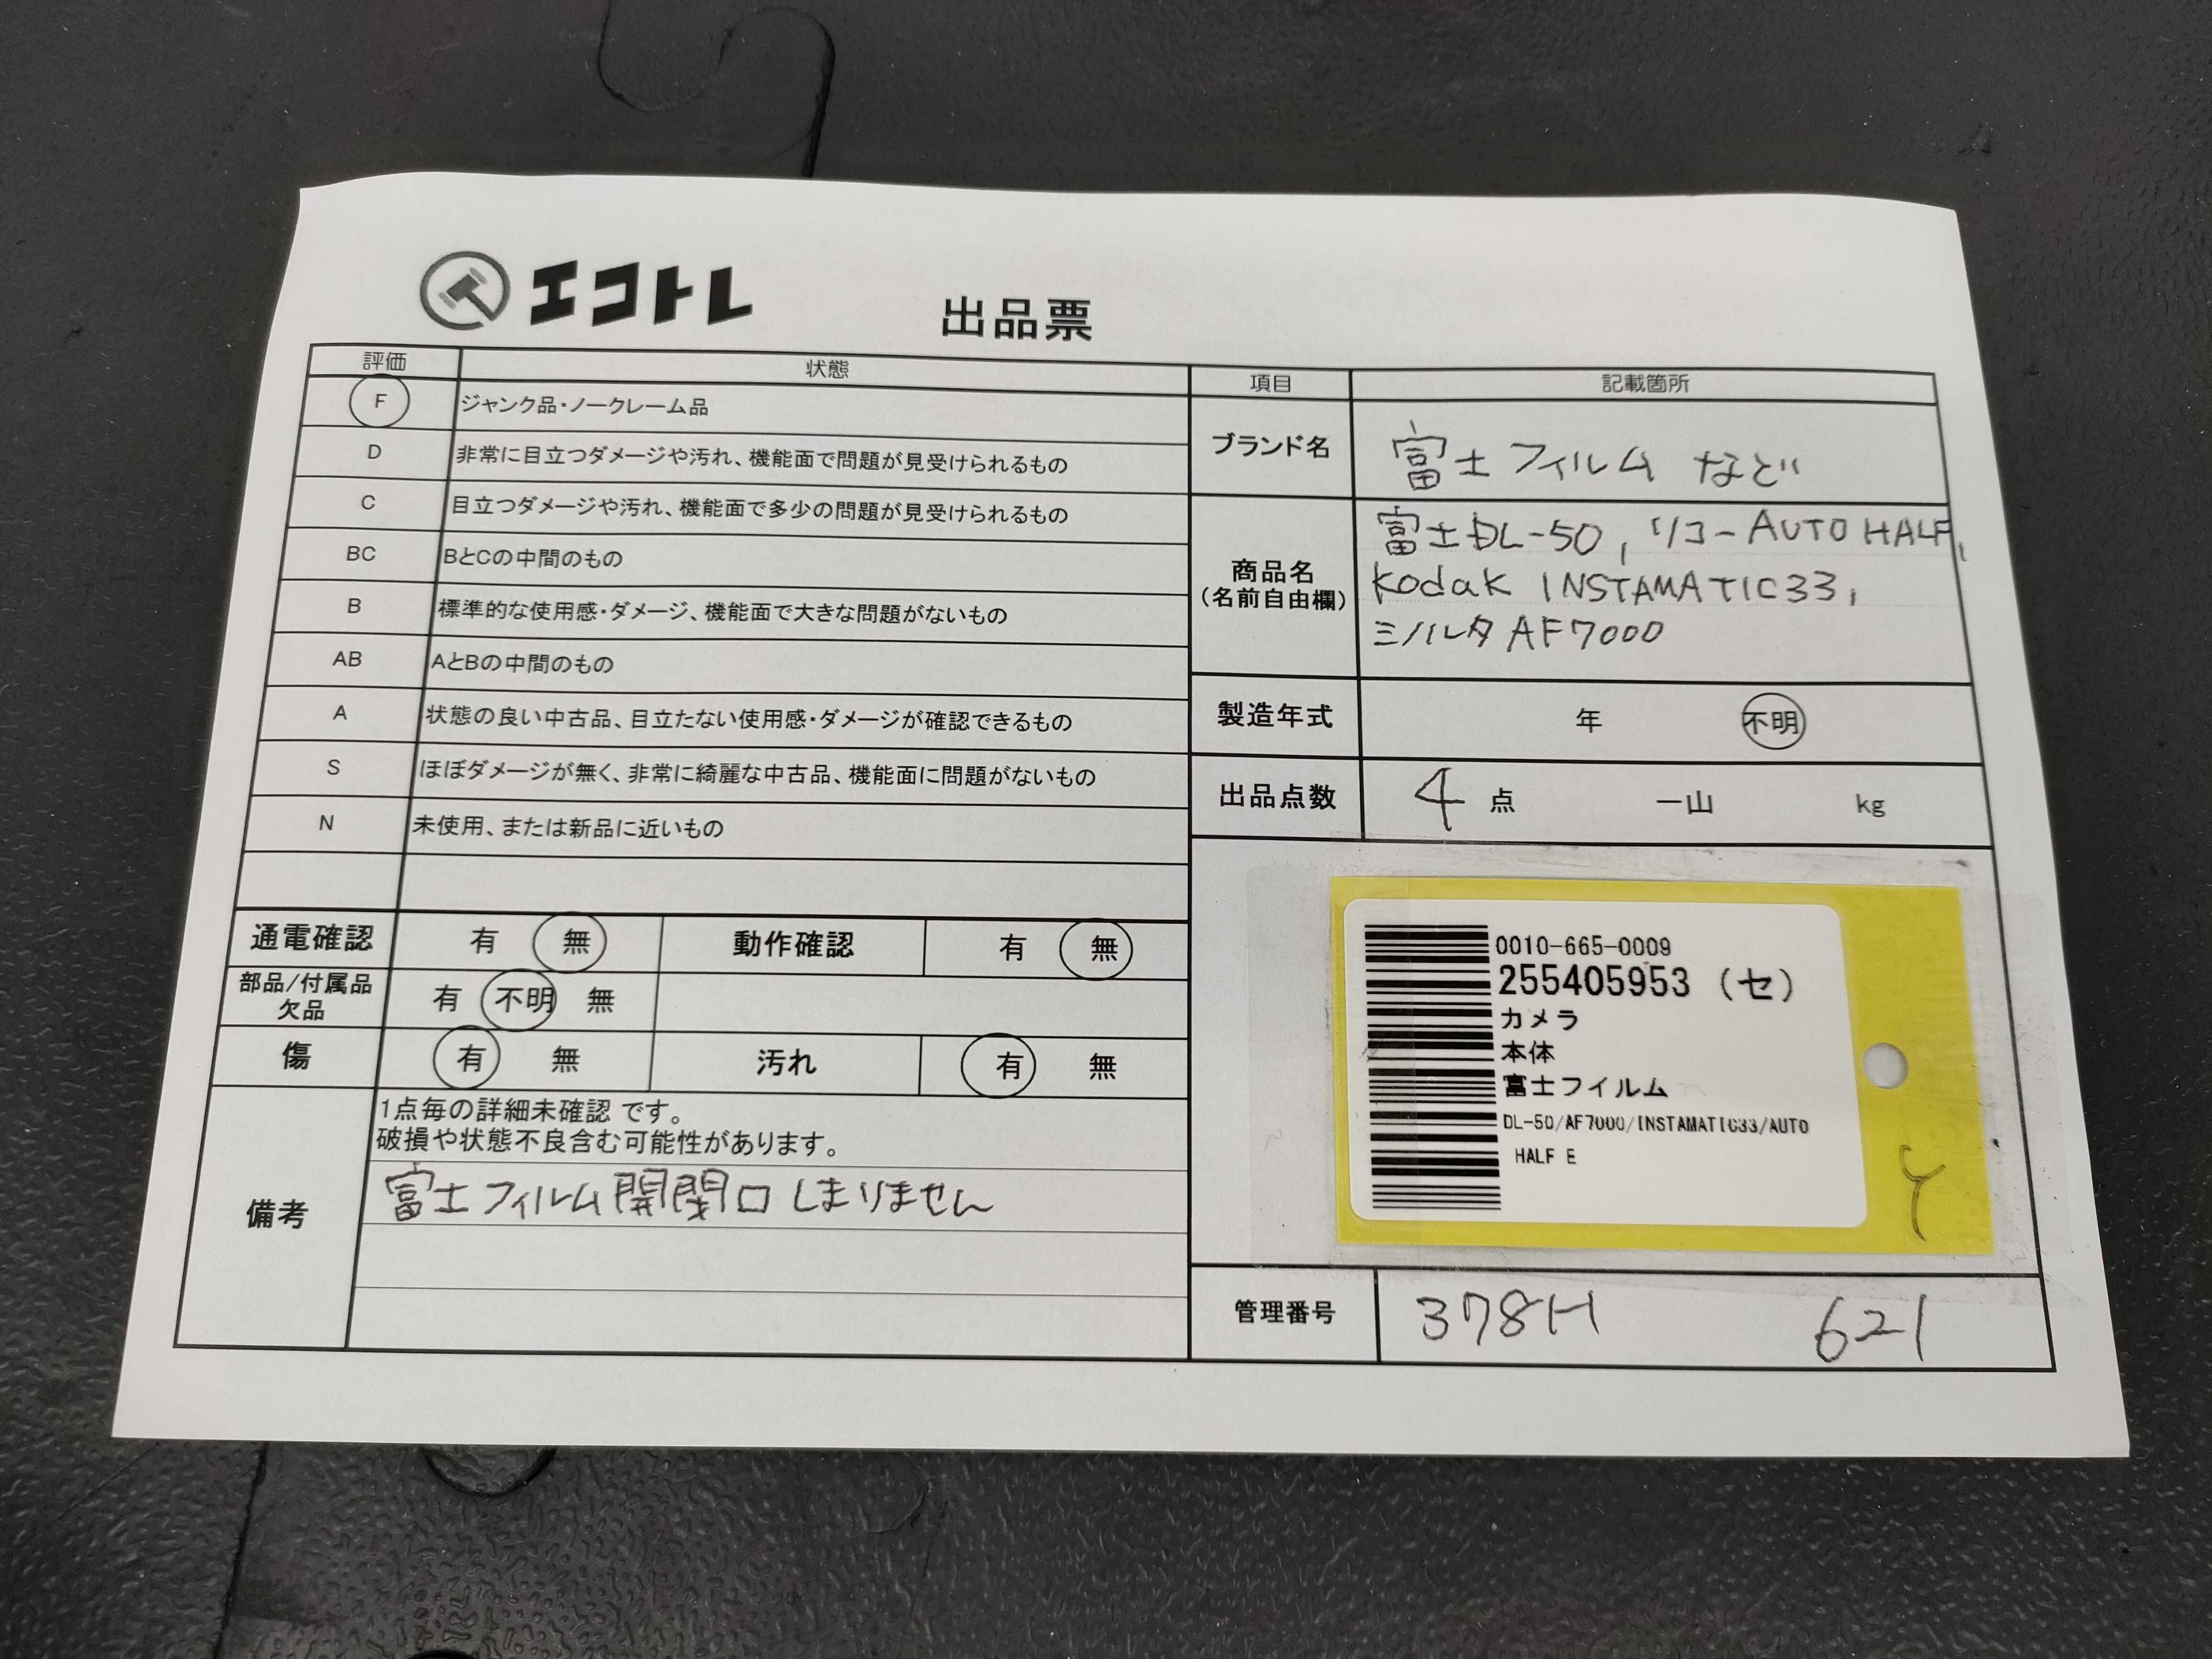 エコトレ
出品票
評価 状態
F ジャンク品・ノークレーム品
D 非常に目立つダメージや汚れ、機能面で問題が見受けられるもの
C 目立つダメージや汚れ、機能面で多少の問題が見受けられるもの
BC BとCの中間のもの
B 標準的な使用感・ダメージ、機能面で大きな問題がないもの
AB AとBの中間のもの
A 状態の良い中古品、目立たない使用感・ダメージが確認できるもの
S ほぼダメージが無く、非常に綺麗な中古品、機能面に問題がないもの
N 未使用、または新品に近いもの
通電確認 有 無 動作確認 有 無
部品/付属品
欠品
有 不明 無
傷 有 無 汚れ 有 無
備考
1点毎の詳細未確認 です。
破損や状態不良含む可能性があります。
富士フィルム開閉口しまりません
項目 記載箇所
ブランド名 富士フィルム など
商品名
(名前自由欄)
富士DL-50, リコーAUTO HALF,
Kodak INSTAMATIC33,
ミノルタ AF7000
製造年式 年 不明
出品点数 4 点 一山 kg
0010-665-0009
255405953 (セ)
カメラ
本体
富士フィルム
DL-50/AF7000/INSTAMATIC33/AUTO
HALF E
Y
管理番号 378H 621